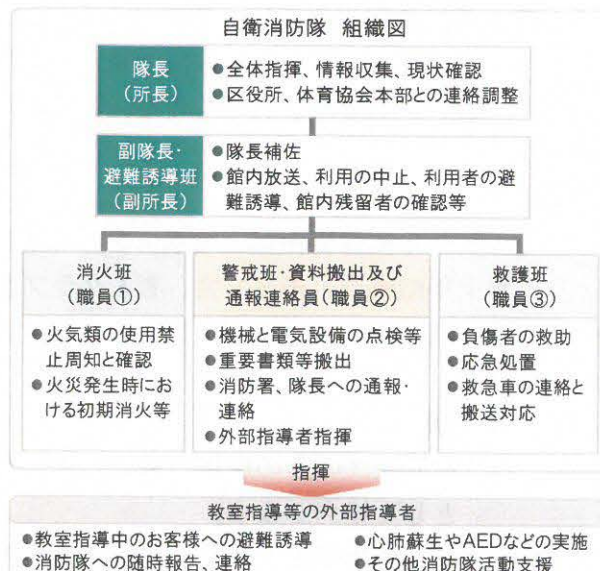 自衛消防隊 組織図
隊長
(所長)
●全体指揮、情報収集、現状確認
●区役所、体育協会本部との連絡調整
副隊長・
避難誘導班
(副所長)
●隊長補佐
●館内放送、利用の中止、利用者の避
難誘導、館内残留者の確認等
消火班
(職員①)
●火気類の使用禁
止周知と確認
●火災発生時にお
ける初期消火等
警戒班・資料搬出及び
通報連絡員(職員②)
●機械と電気設備の点検等
●重要書類等搬出
●消防署、隊長への通報・
連絡
●外部指導者指揮
救護班
(職員③)
●負傷者の救助
●応急処置
●救急車の連絡と
搬送対応
指揮
教室指導等の外部指導者
●教室指導中のお客様への避難誘導
●消防隊への随時報告、連絡
●心肺蘇生やAEDなどの実施
●その他消防隊活動支援